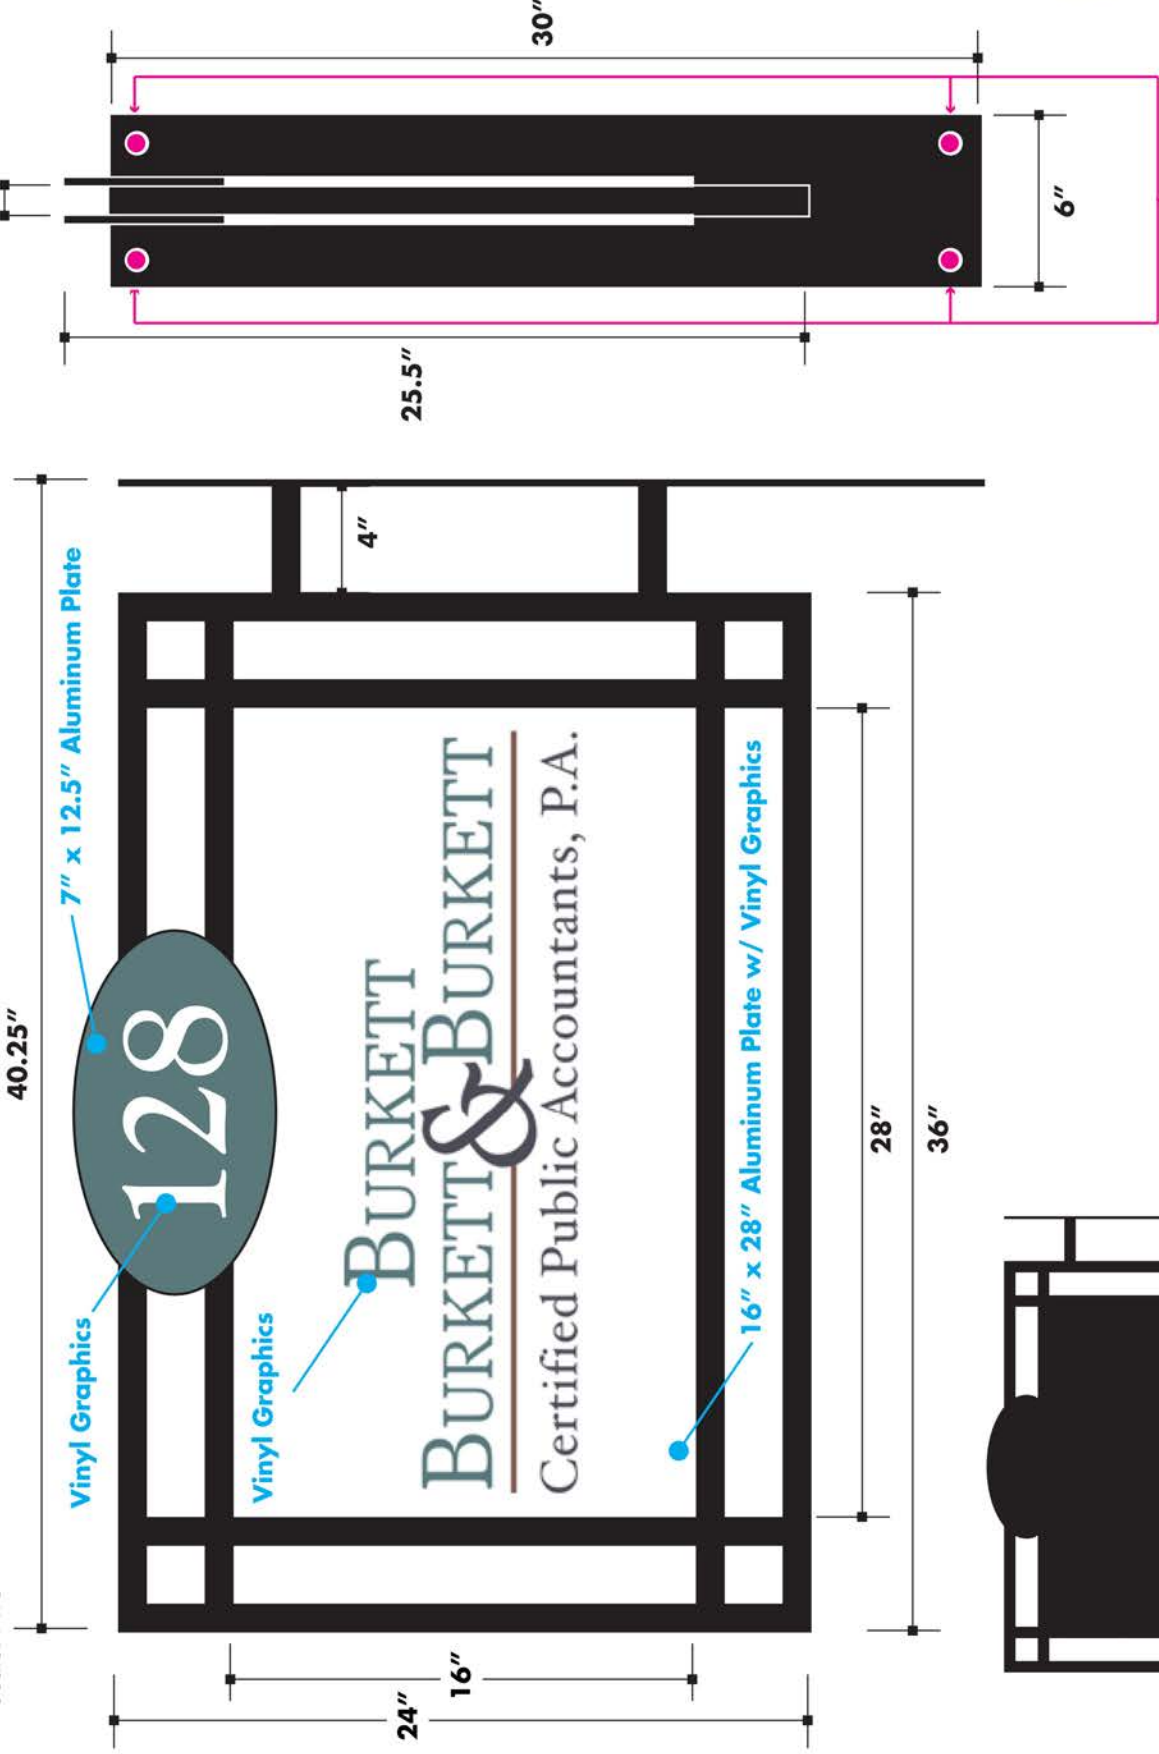 40.25″
7″ x 12.5″ Aluminum Plate
Vinyl Graphics
128
Vinyl Graphics
BURKETT
BURKETT & BURKETT
Certified Public Accountants, P.A.
16″ x 28″ Aluminum Plate w/ Vinyl Graphics
4″
24″
16″
28″
36″
25.5″
30″
6″